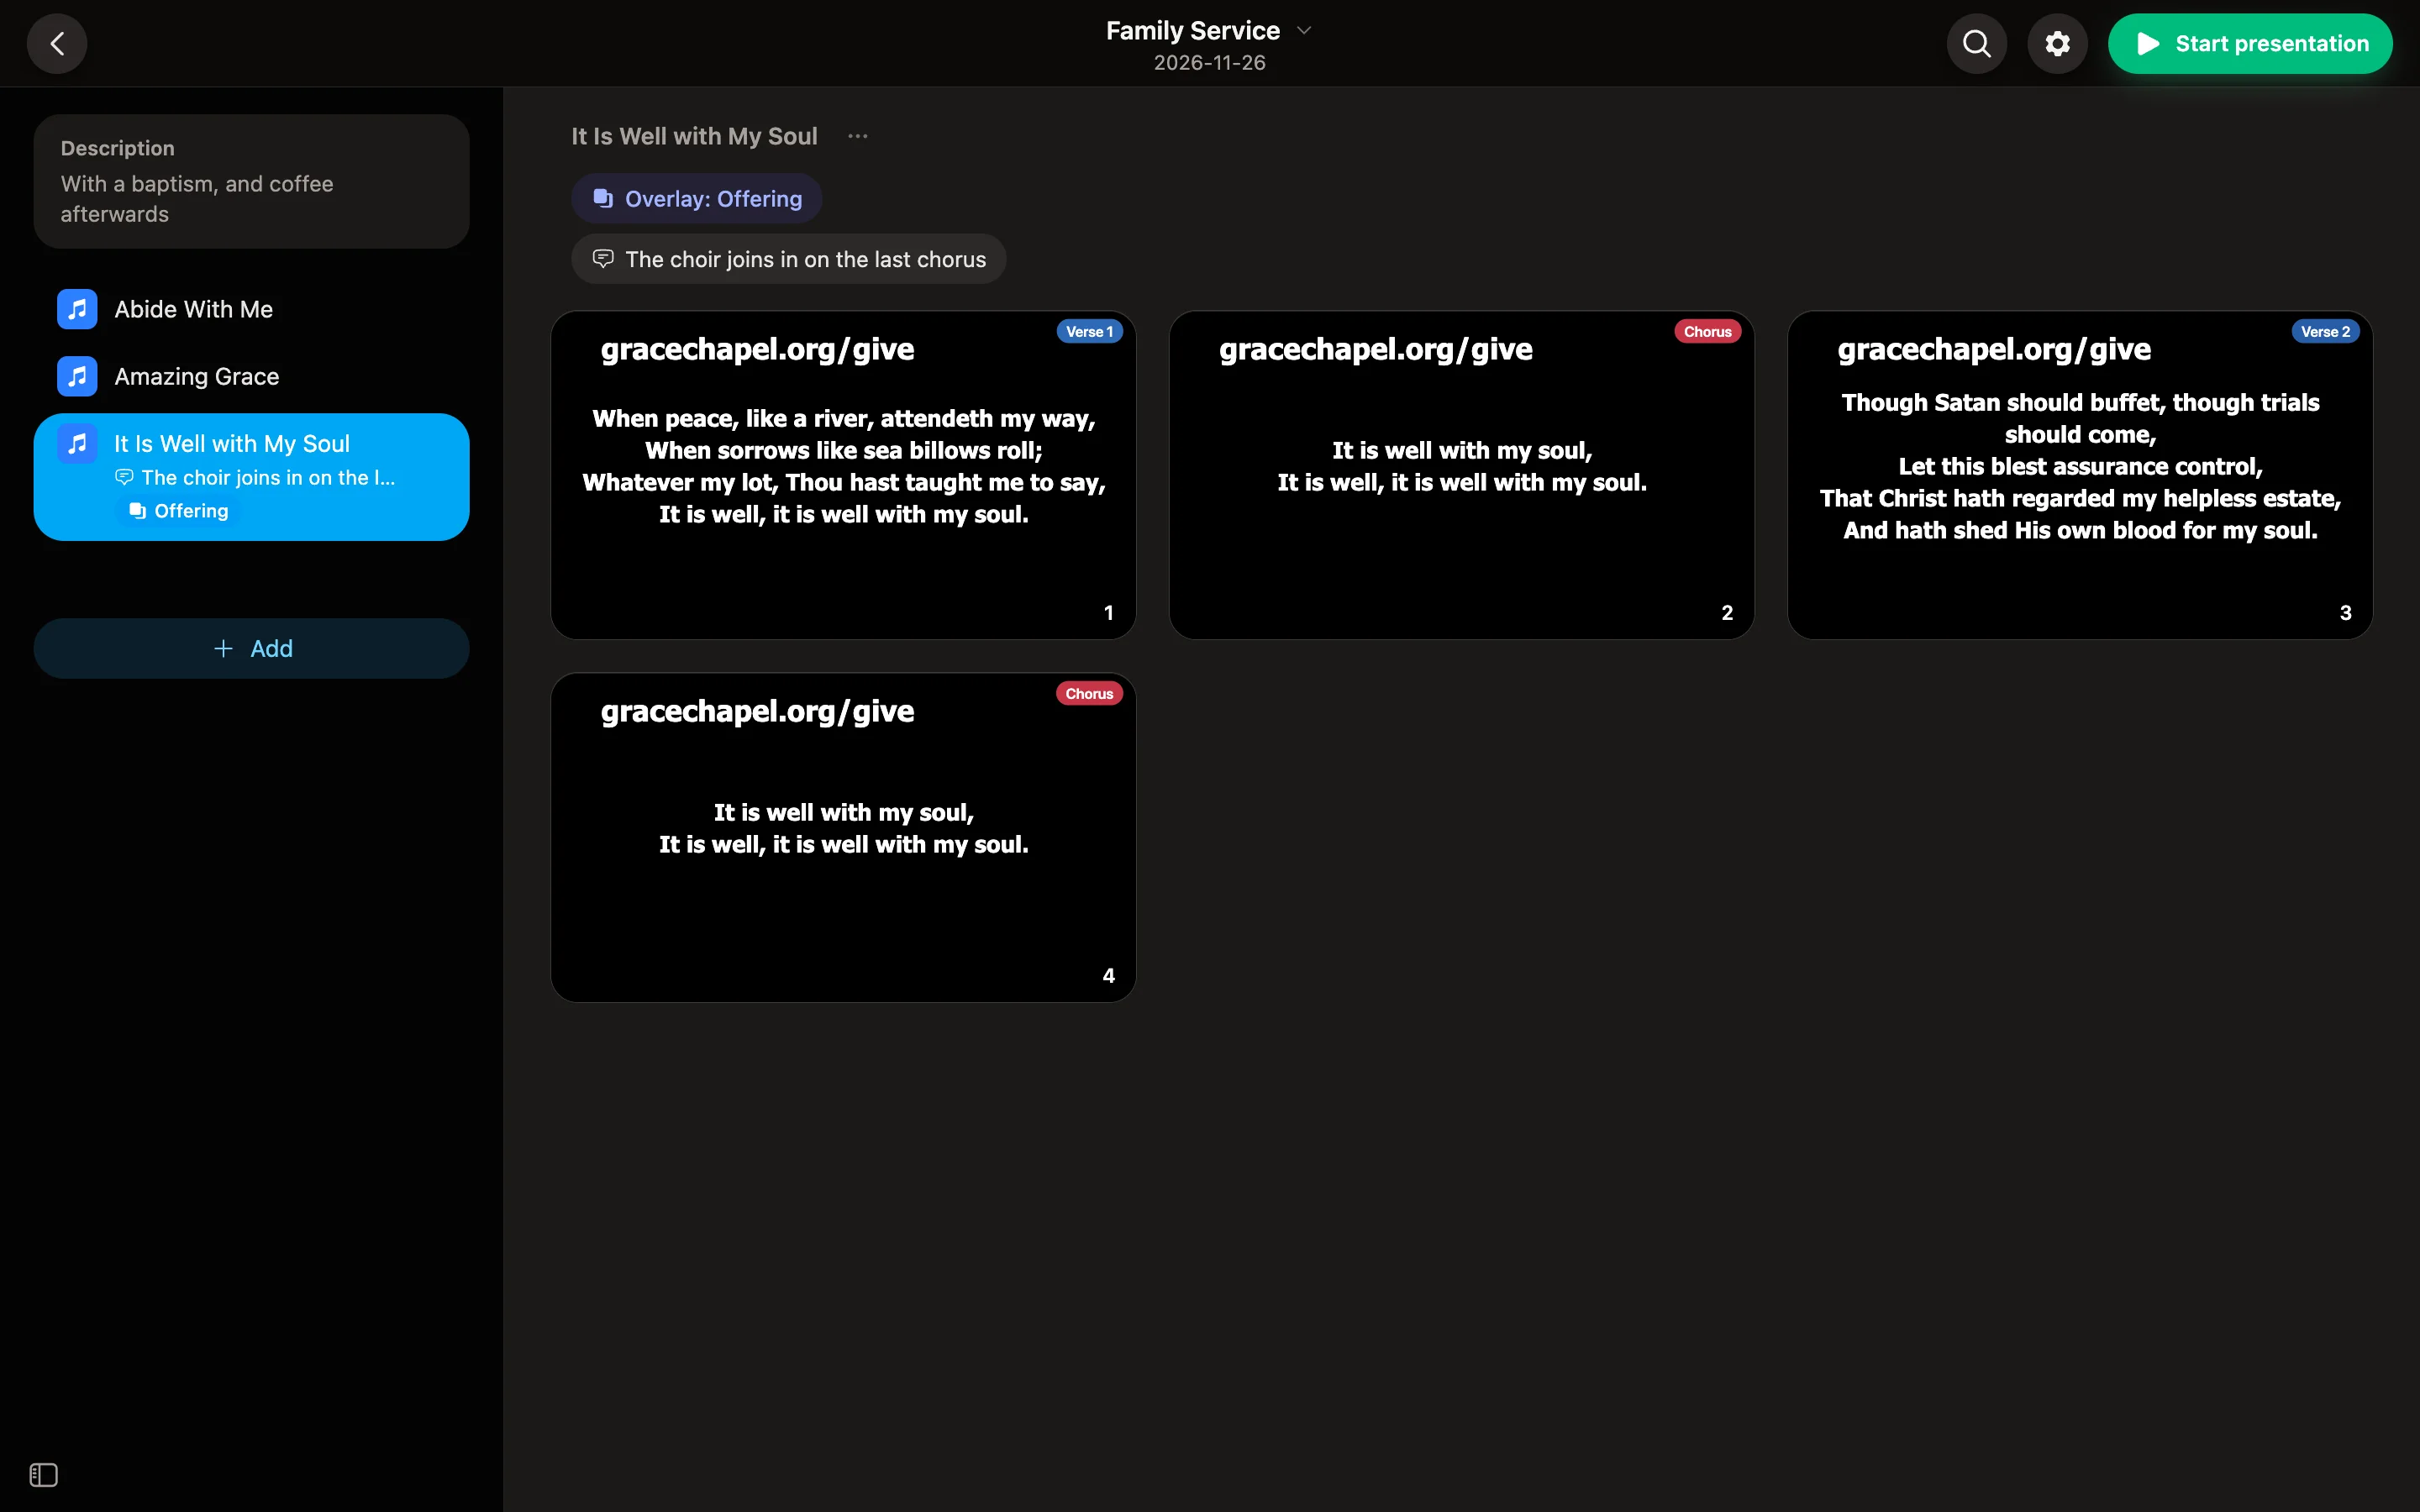 Family Service
2026-11-26
Start presentation
Description
With a baptism, and coffee
afterwards
Abide With Me
Amazing Grace
It Is Well with My Soul
The choir joins in on the l...
Offering
Add
It Is Well with My Soul
Overlay: Offering
The choir joins in on the last chorus
Verse 1
gracechapel.org/give
When peace, like a river, attendeth my way,
When sorrows like sea billows roll;
Whatever my lot, Thou hast taught me to say,
It is well, it is well with my soul.
1
Chorus
gracechapel.org/give
It is well with my soul,
It is well, it is well with my soul.
2
Verse 2
gracechapel.org/give
Though Satan should buffet, though trials
should come,
Let this blest assurance control,
That Christ hath regarded my helpless estate,
And hath shed His own blood for my soul.
3
Chorus
gracechapel.org/give
It is well with my soul,
It is well, it is well with my soul.
4